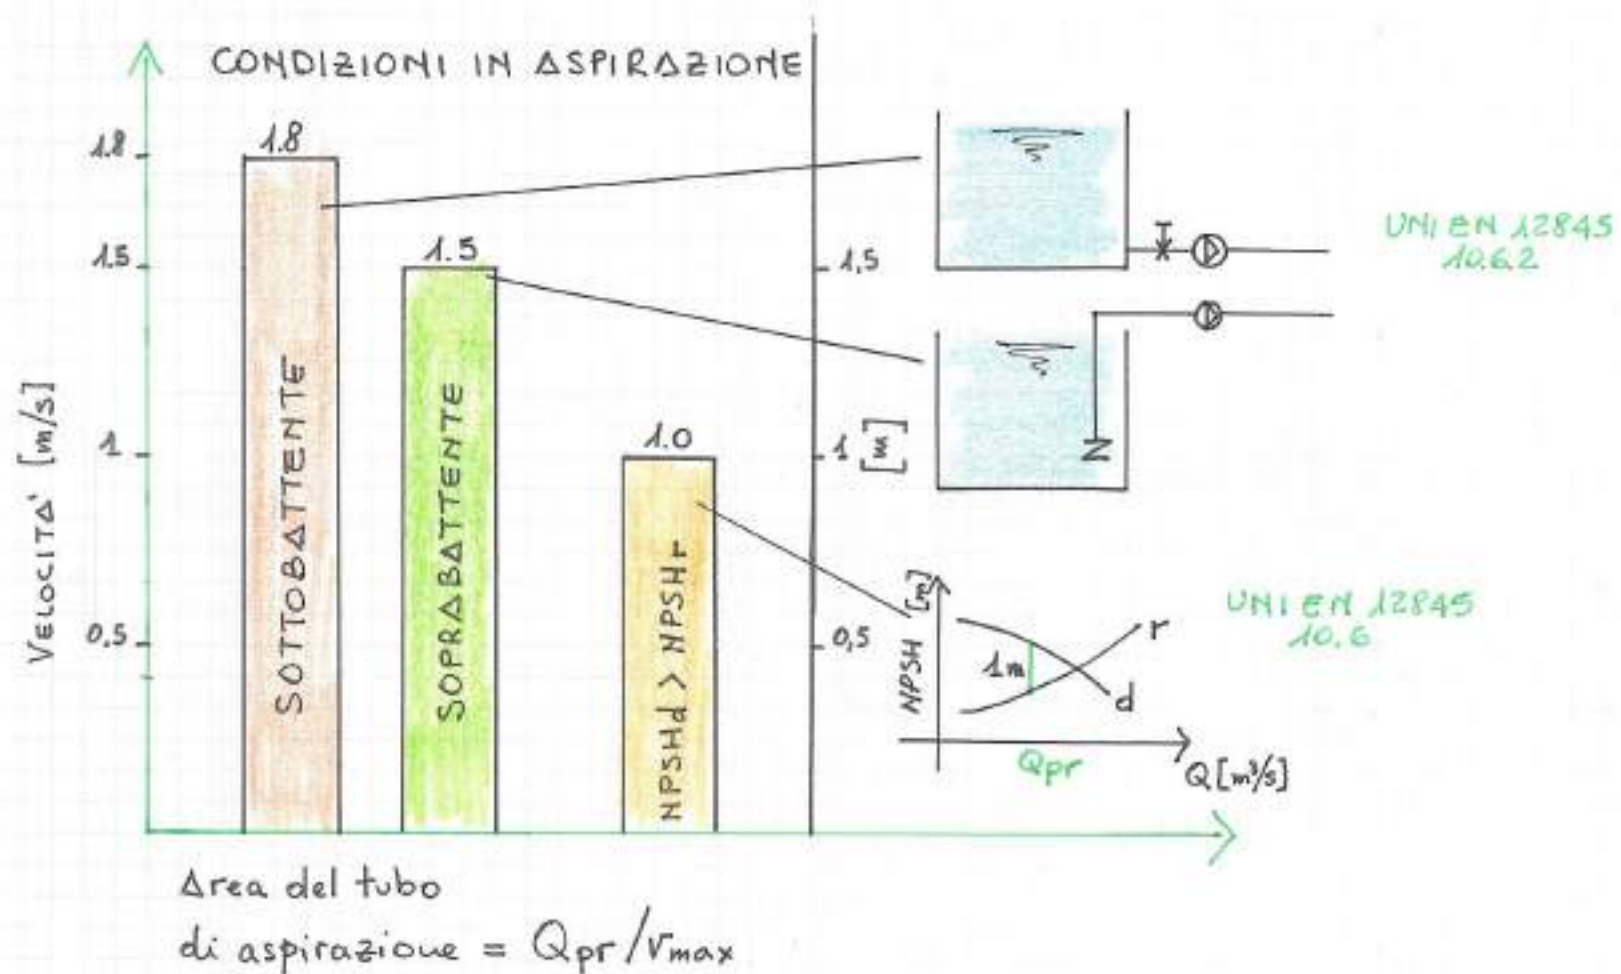 CONDIZIONI IN ASPIRAZIONE
VELOCITA' [m/s]
1.8
1.5
1
0.5
1.8
SOTTOBATTENTE
1.5
SOPRABATTENTE
1.0
NPSHd > NPSHr
1,5
1
[m]
0,5
UNI EN 12845
10.6.2
NPSH [m]
1m
r
d
Qpr
Q[m³/s]
UNI EN 12845
10.6
Area del tubo
di aspirazione = Qpr/Vmax